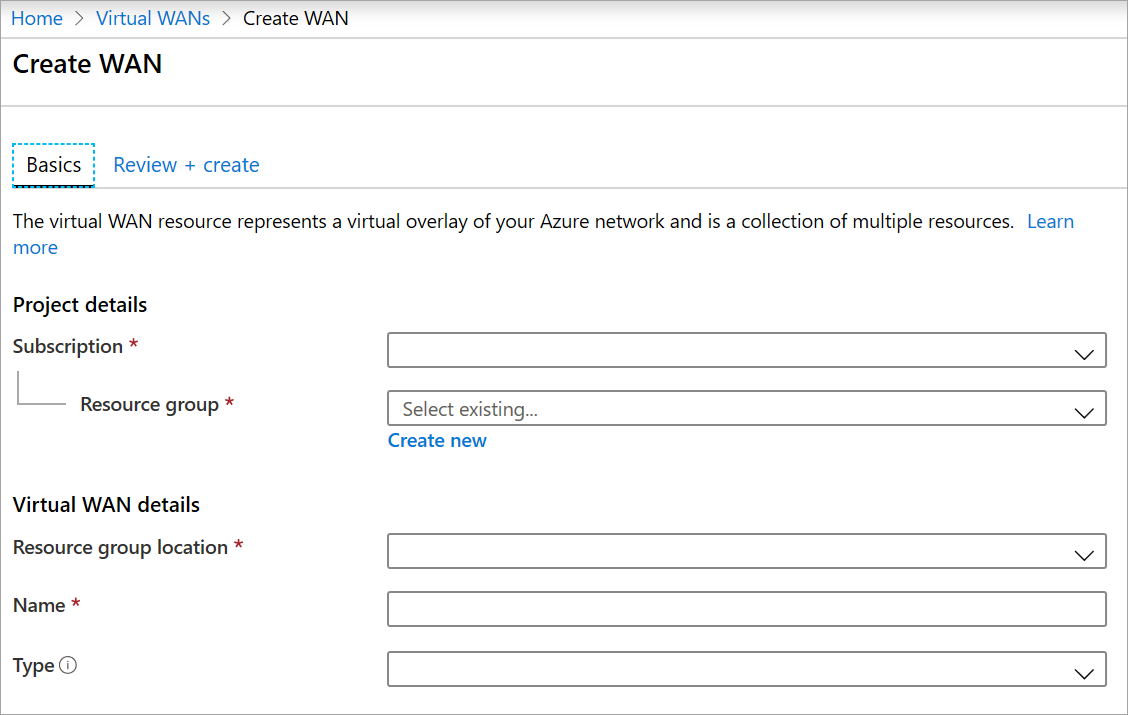 Home > Virtual WANs > Create WAN
Create WAN
Basics Review + create
The virtual WAN resource represents a virtual overlay of your Azure network and is a collection of multiple resources. Learn
more
Project details
Subscription *
Resource group *
Select existing...
Create new
Virtual WAN details
Resource group location *
Name *
Type